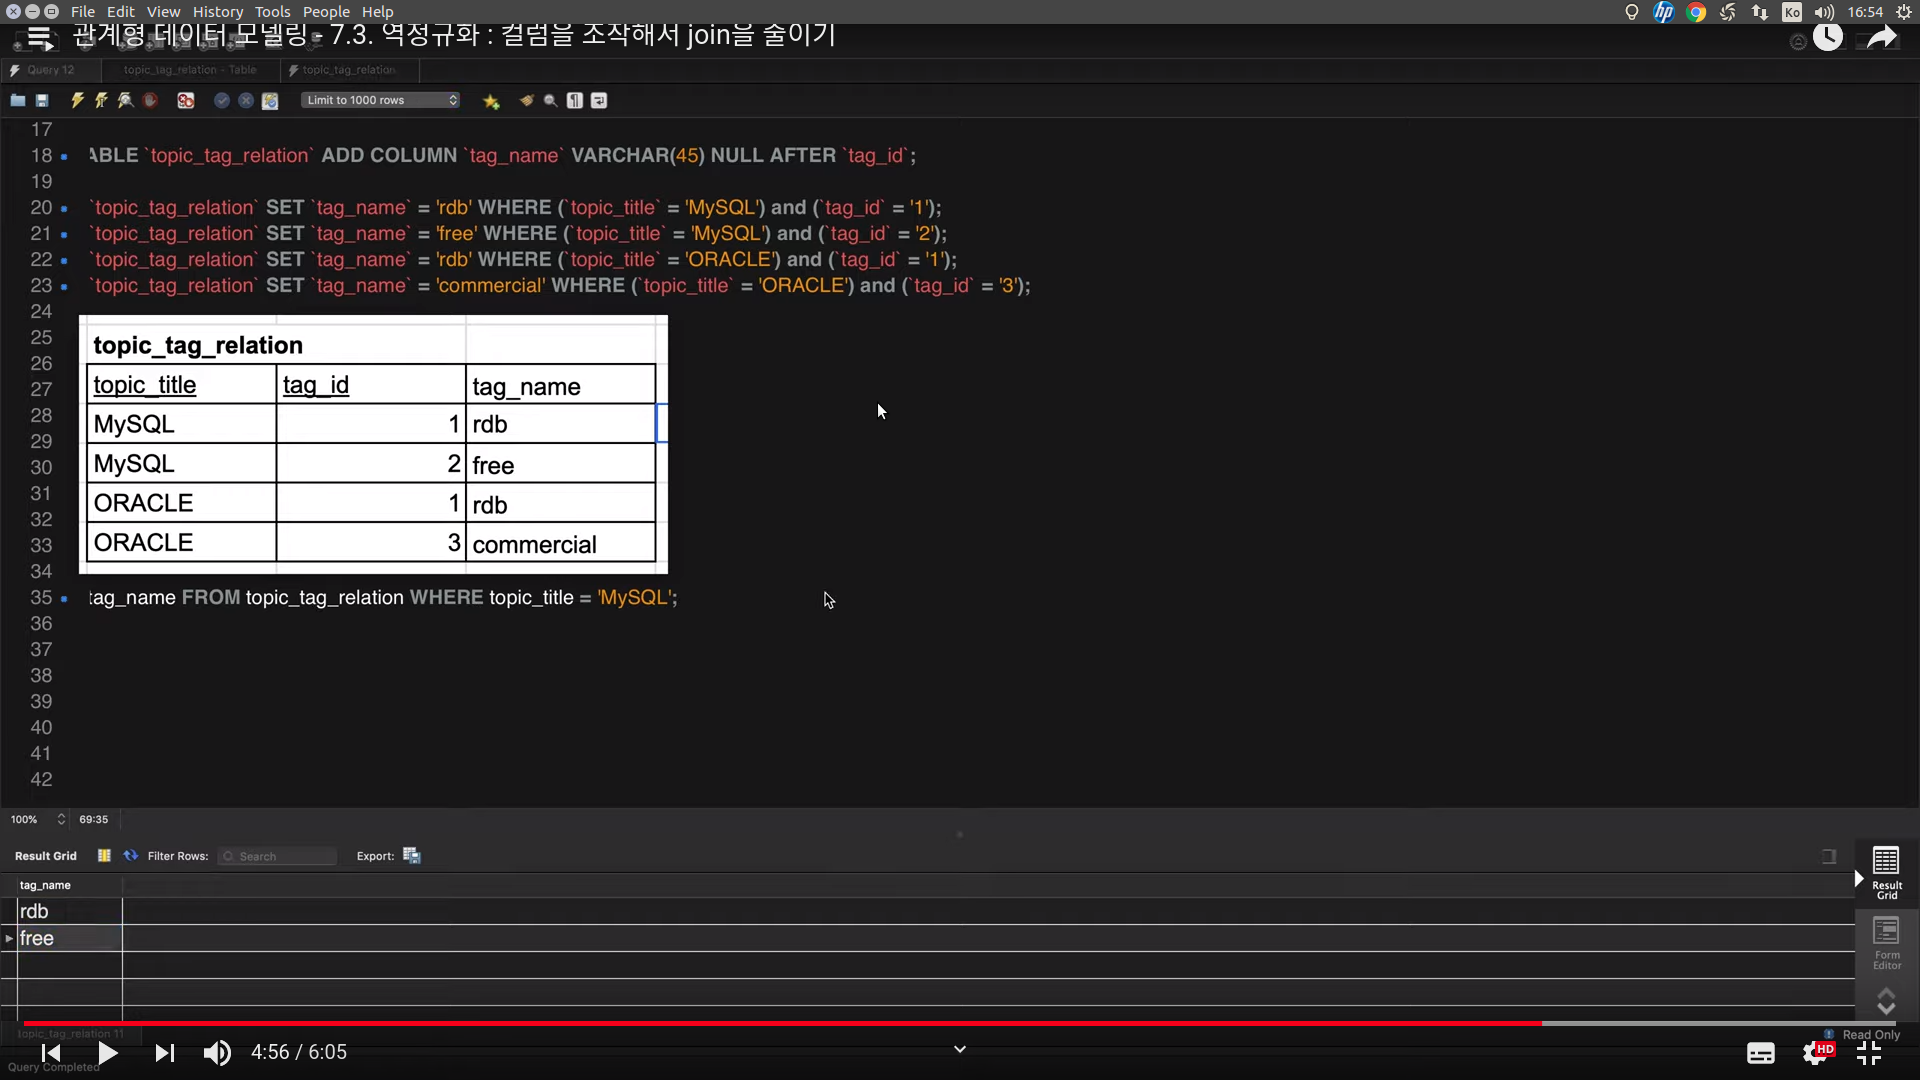 File Edit View History Tools People Help
Ko 16:54
관계형 데이터 모델링 - 7.3. 역정규화 : 컬럼을 조작해서 join을 줄이기
Query 12 topic_tag_relation - Table topic_tag_relation
Limit to 1000 rows
17
18 ABLE `topic_tag_relation` ADD COLUMN `tag_name` VARCHAR(45) NULL AFTER `tag_id`;
19
20 `topic_tag_relation` SET `tag_name` = 'rdb' WHERE (`topic_title` = 'MySQL') and (`tag_id` = '1');
21 `topic_tag_relation` SET `tag_name` = 'free' WHERE (`topic_title` = 'MySQL') and (`tag_id` = '2');
22 `topic_tag_relation` SET `tag_name` = 'rdb' WHERE (`topic_title` = 'ORACLE') and (`tag_id` = '1');
23 `topic_tag_relation` SET `tag_name` = 'commercial' WHERE (`topic_title` = 'ORACLE') and (`tag_id` = '3');
24
25
26
27
28
29
30
31
32
33
34
topic_tag_relation
topic_title tag_id tag_name
MySQL 1 rdb
MySQL 2 free
ORACLE 1 rdb
ORACLE 3 commercial
35 tag_name FROM topic_tag_relation WHERE topic_title = 'MySQL';
36
37
38
39
40
41
42
100% 69:35
Result Grid Filter Rows: Search Export:
tag_name
rdb
free
Result
Grid
Form
Editor
topic_tag_relation 11
Read Only
4:56 / 6:05
HD
Query Completed